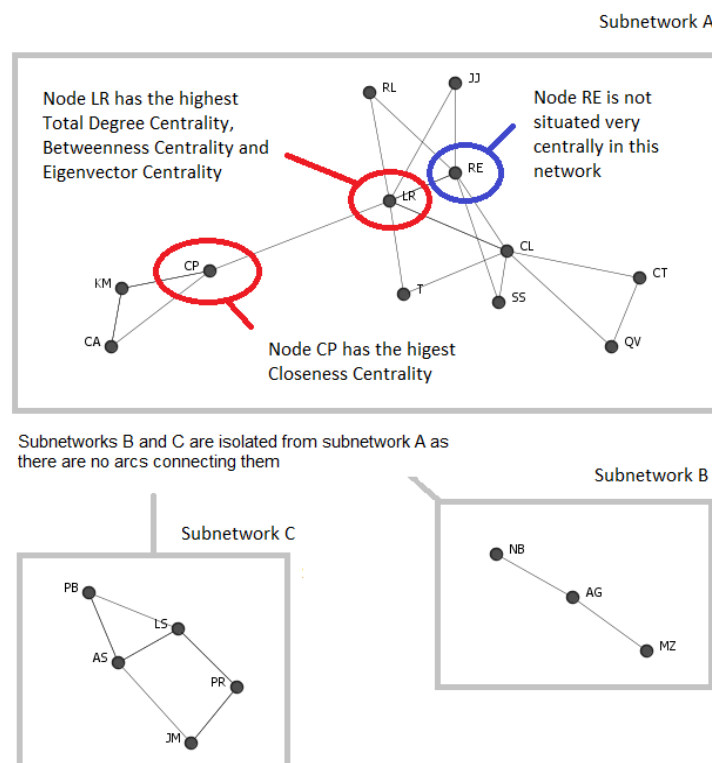 Subnetwork A
Node LR has the highest
Total Degree Centrality,
Betweenness Centrality and
Eigenvector Centrality
RL
JJ
Node RE is not
situated very
centrally in this
network
RE
LR
CP
CL
KM
T
SS
CT
CA
QV
Node CP has the higest
Closeness Centrality
Subnetworks B and C are isolated from subnetwork A as
there are no arcs connecting them
Subnetwork B
Subnetwork C
NB
AG
MZ
PB
LS
AS
PR
JM